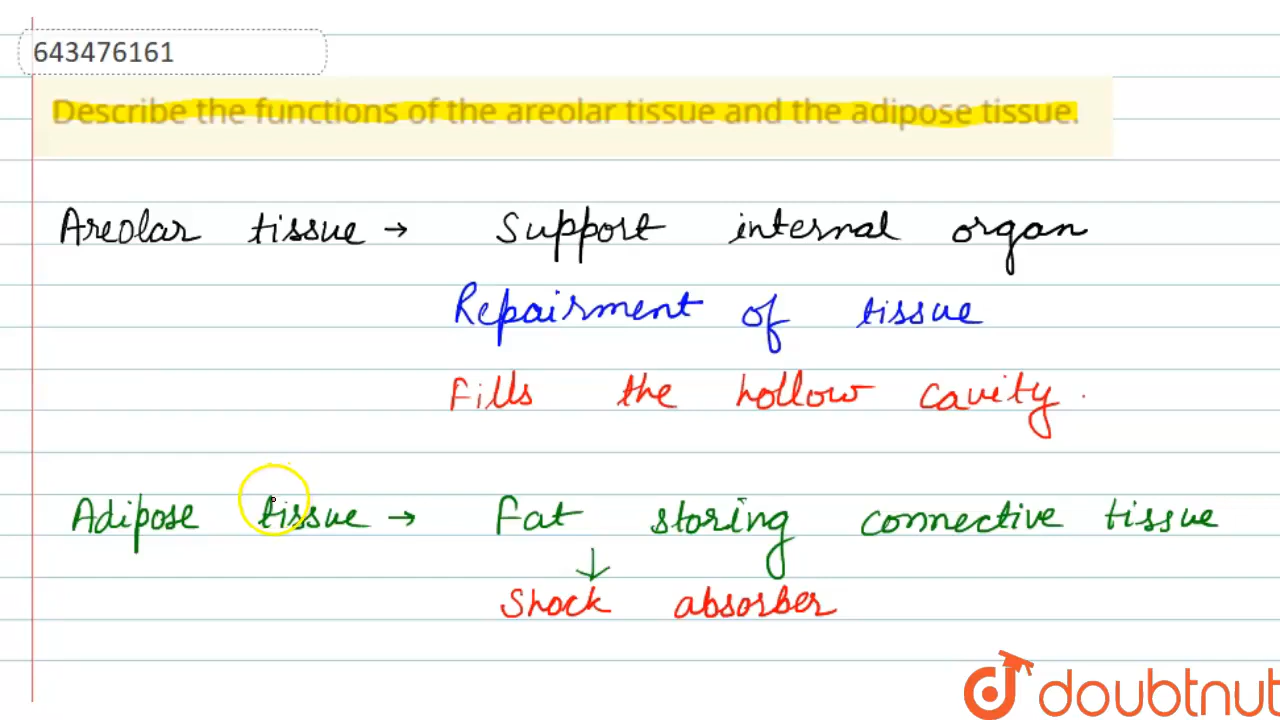 643476161
Describe the functions of the areolar tissue and the adipose tissue.
Areolar tissue → Support internal organ
Repairment of tissue
Fills the hollow cavity.
Adipose tissue → Fat storing connective tissue
↓
Shock absorber
doubtnut